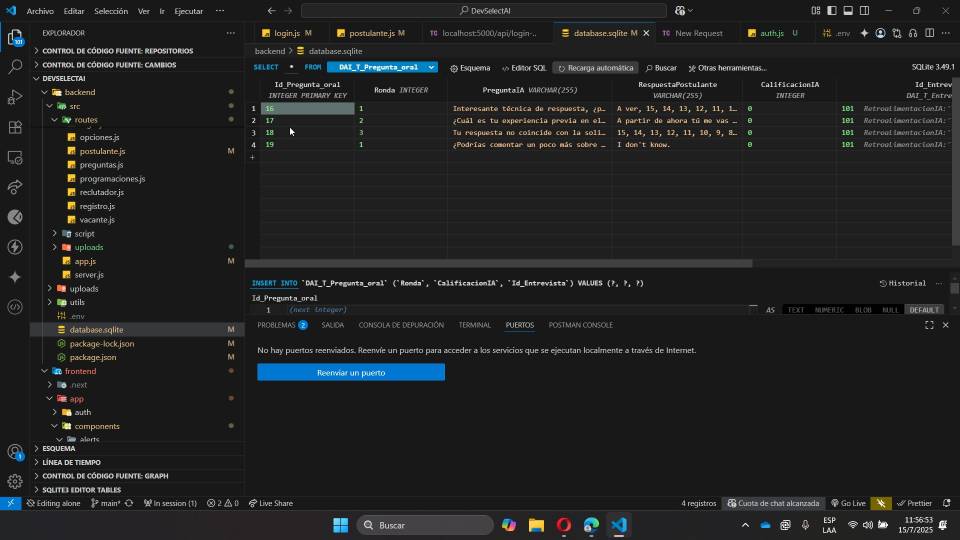 Archivo Editar Selección Ver Ir Ejecutar ··· DevSelectAI
EXPLORADOR ···
login.js M postulante.js M localhost:5000/api/login-.. database.sqlite M New Request auth.js U .env
CONTROL DE CÓDIGO FUENTE: REPOSITORIOS
CONTROL DE CÓDIGO FUENTE: CAMBIOS
DEVSELECTAI
backend
src
routes
opciones.js
postulante.js M
preguntas.js
programaciones.js
reclutador.js
registro.js
vacante.js
script
uploads
app.js M
server.js
uploads
utils
.env
database.sqlite M
package-lock.json M
package.json M
frontend
.next
app
auth
components
alerts
ESQUEMA
LÍNEA DE TIEMPO
CONTROL DE CÓDIGO FUENTE: GRAPH
SQLITE3 EDITOR TABLES
101
1
backend > database.sqlite
SELECT * FROM DAI_T_Pregunta_oral Esquema Editor SQL Recarga automática Buscar Otras herramientas... SQLite 3.49.1
Id_Pregunta_oral
INTEGER PRIMARY KEY
Ronda INTEGER
PreguntaIA VARCHAR(255)
RespuestaPostulante
VARCHAR(255)
CalificacionIA
INTEGER
Id_Entrev
DAI_T_Entre
1 16 1 Interesante técnica de respuesta, ¿p… A ver, 15, 14, 13, 12, 11, 1… 0 101 RetroalimentacionIA:"
2 17 2 ¿Cuál es tu experiencia previa en el… A partir de ahora tú me vas … 0 101 RetroalimentacionIA:"
3 18 3 Tu respuesta no coincide con la soli… 15, 14, 13, 12, 11, 10, 9, 8… 0 101 RetroalimentacionIA:"
4 19 1 ¿Podrías comentar un poco más sobre … I don't know. 0 101 RetroalimentacionIA:"
+
INSERT INTO `DAI_T_Pregunta_oral` (`Ronda`, `CalificacionIA`, `Id_Entrevista`) VALUES (?, ?, ?) Historial ···
Id_Pregunta_oral
1 (next integer) AS TEXT NUMERIC BLOB NULL DEFAULT
PROBLEMAS 2 SALIDA CONSOLA DE DEPURACIÓN TERMINAL PUERTOS POSTMAN CONSOLE
No hay puertos reenviados. Reenvíe un puerto para acceder a los servicios que se ejecutan localmente a través de Internet.
Reenviar un puerto
Editing alone main* In session (1) 2 0 Live Share 4 registros Cuota de chat alcanzada Go Live Prettier
Buscar
ESP
LAA
11:56:53
15/7/2025